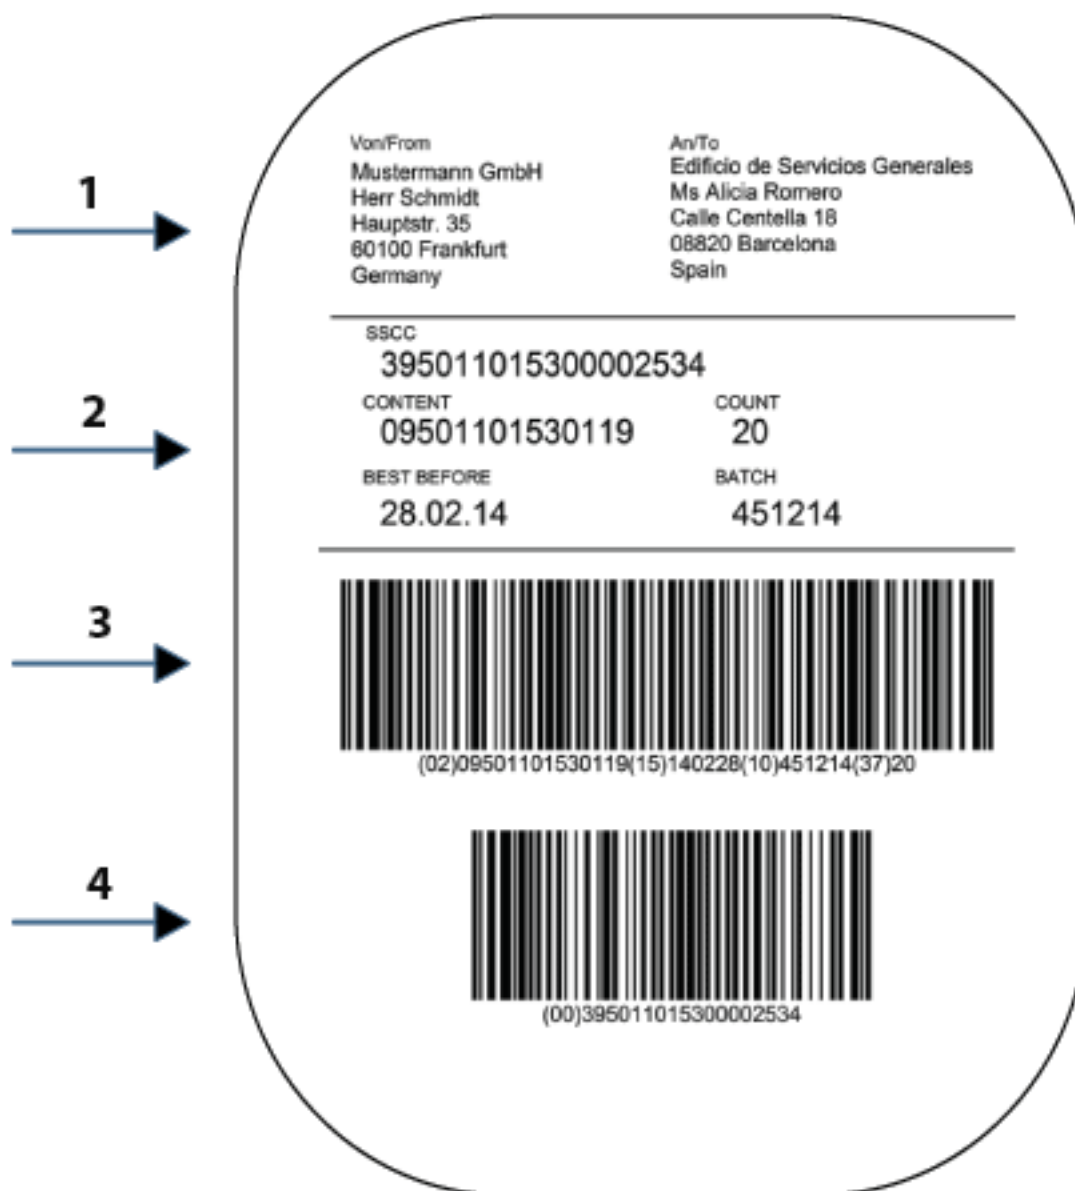 1
Von/From
Mustermann GmbH
Herr Schmidt
Hauptstr. 35
60100 Frankfurt
Germany
An/To
Edificio de Servicios Generales
Ms Alicia Romero
Calle Centella 18
08820 Barcelona
Spain
2
SSCC
395011015300002534
CONTENT
09501101530119
COUNT
20
BEST BEFORE
28.02.14
BATCH
451214
3
(02)09501101530119(15)140228(10)451214(37)20
4
(00)395011015300002534